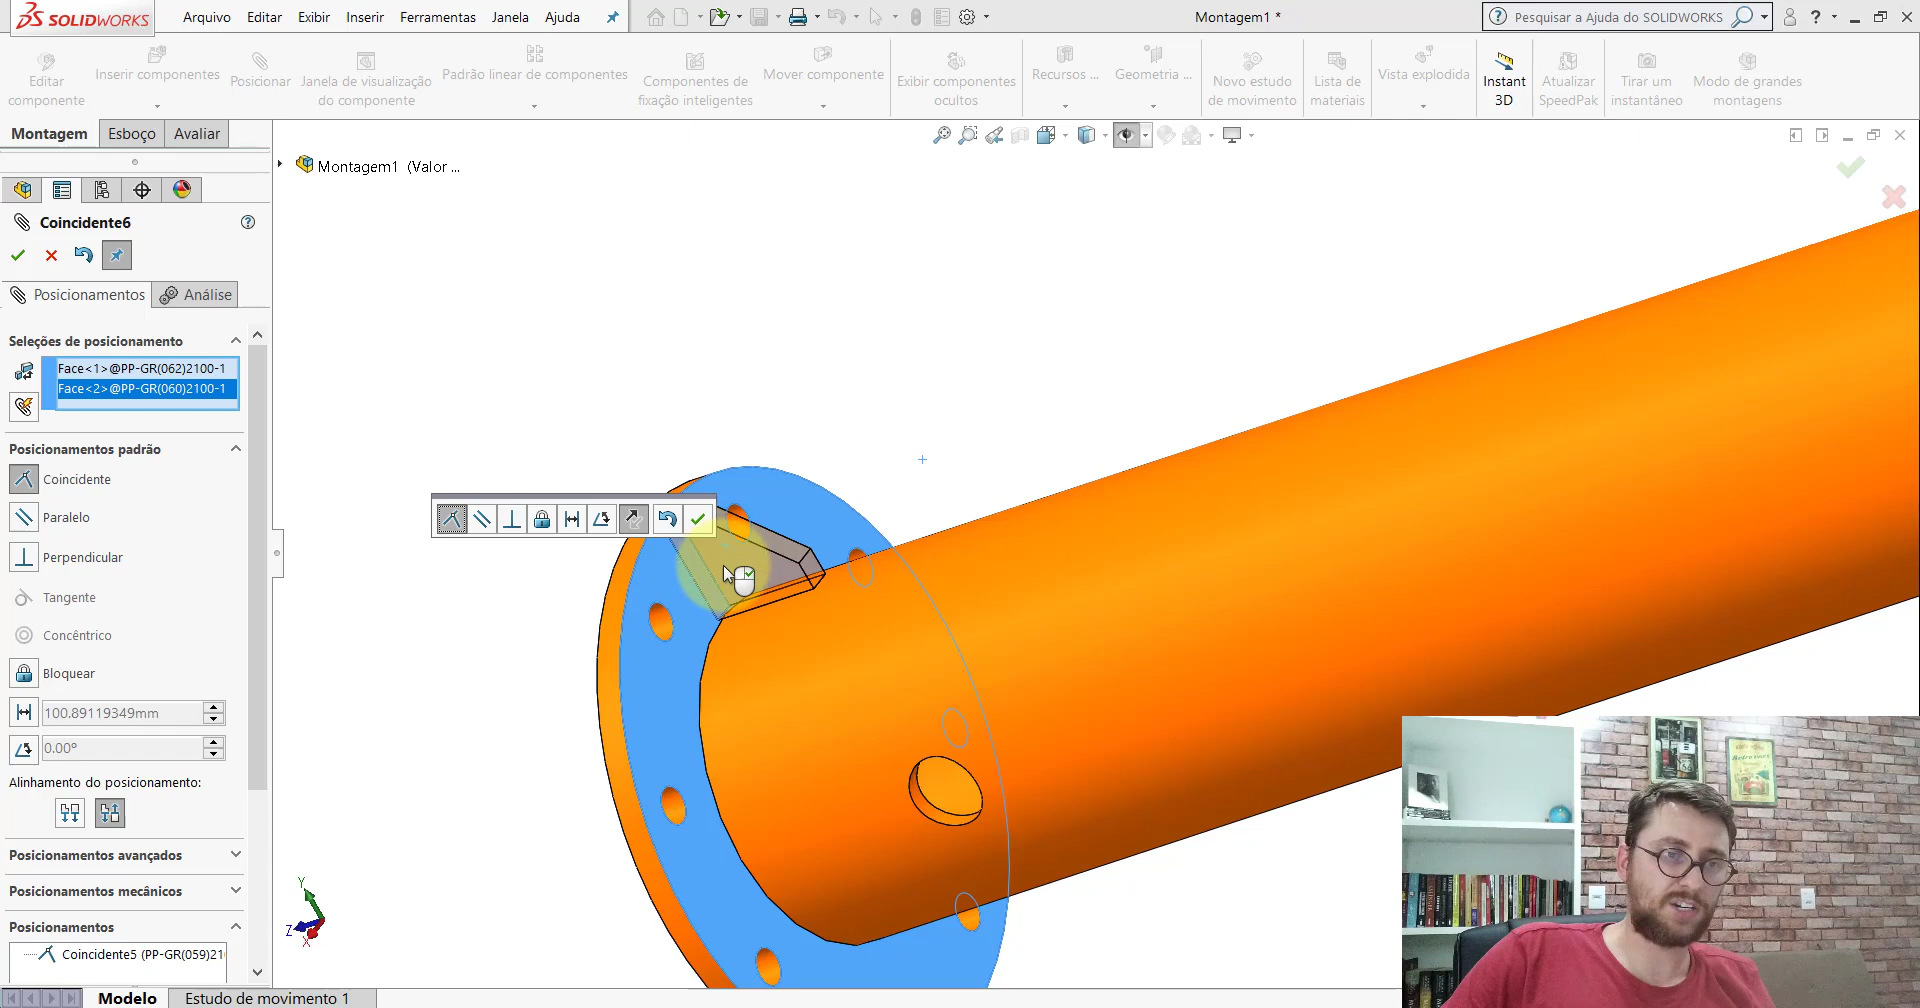 SOLIDWORKS
Arquivo Editar Exibir Inserir Ferramentas Janela Ajuda
Montagem1 *
Pesquisar a Ajuda do SOLIDWORKS
Editar
componente
Inserir componentes
Posicionar
Janela de visualização
do componente
Padrão linear de componentes
Componentes de
fixação inteligentes
Mover componente
Exibir componentes
ocultos
Recursos ...
Geometria ...
Novo estudo
de movimento
Lista de
materiais
Vista explodida
Instant
3D
Atualizar
SpeedPak
Tirar um
instantâneo
Modo de grandes
montagens
Montagem Esboço Avaliar
Montagem1 (Valor ...
Coincidente6
Posicionamentos Análise
Seleções de posicionamento
Face<1>@PP-GR(062)2100-1
Face<2>@PP-GR(060)2100-1
Posicionamentos padrão
Coincidente
Paralelo
Perpendicular
Tangente
Concêntrico
Bloquear
100.89119349mm
0.00°
Alinhamento do posicionamento:
Posicionamentos avançados
Posicionamentos mecânicos
Posicionamentos
Coincidente5 (PP-GR(059)21
Y
Z
X
Modelo Estudo de movimento 1